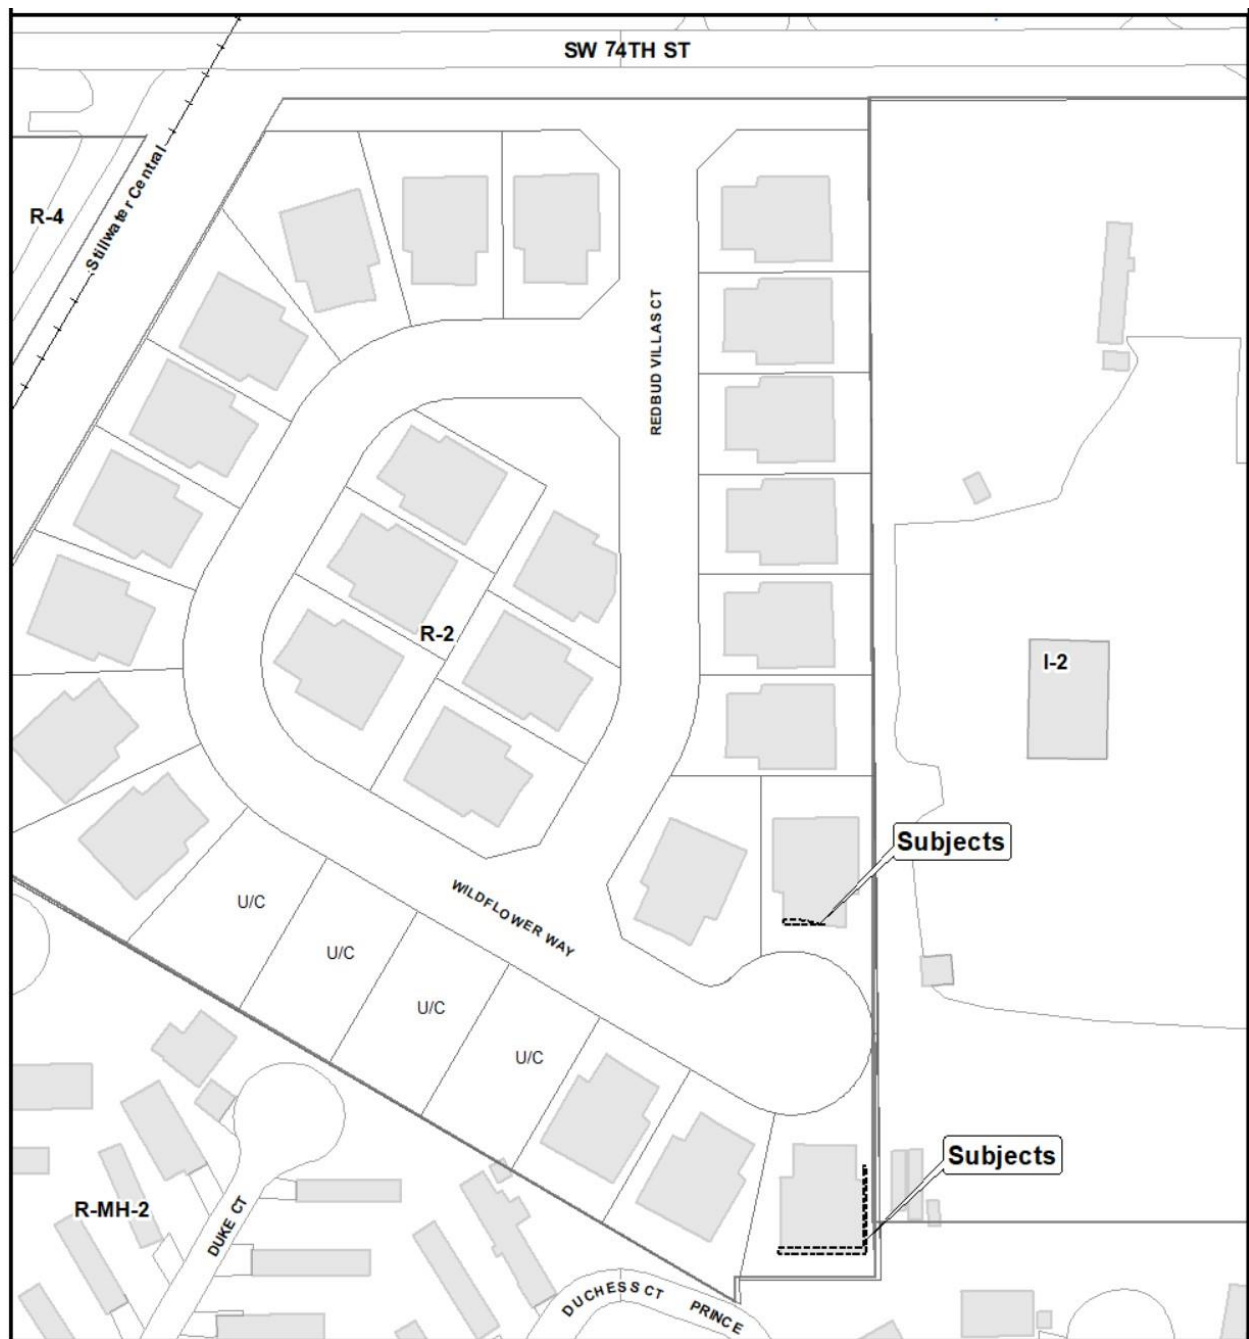 SW 74TH ST
Stillwater Central
R-4
REDBUD VILLAS CT
R-2
I-2
Subjects
WILDFLOWER WAY
U/C
U/C
U/C
U/C
Subjects
R-MH-2
DUKE CT
DUCHESS CT
PRINCE